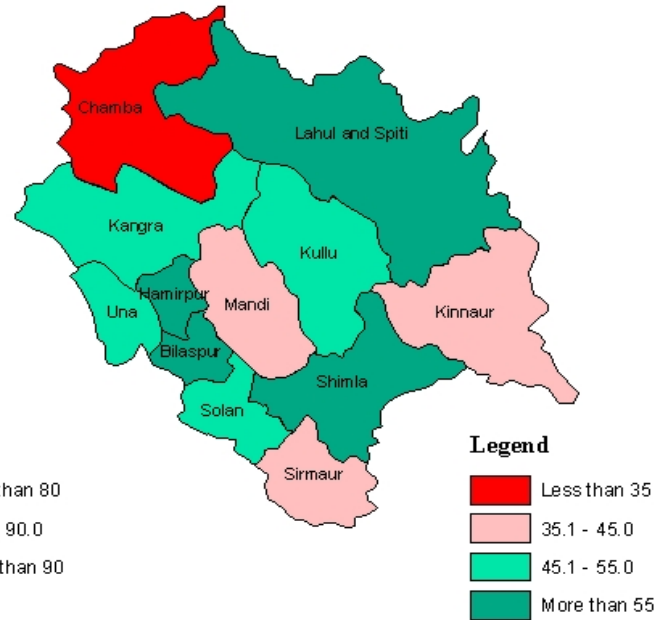 Chamba
Lahul and Spiti
Kangra
Kullu
Hamirpur
Una
Mandi
Kinnaur
Bilaspur
Shimla
Solan
Sirmaur
Legend
Less than 35
35.1 - 45.0
45.1 - 55.0
More than 55
than 80
90.0
than 90